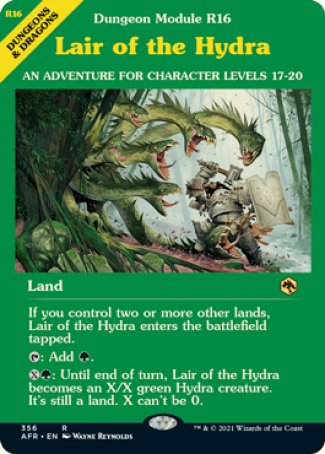 R16
DUNGEONS
& DRAGONS
Dungeon Module R16
Lair of the Hydra
AN ADVENTURE FOR CHARACTER LEVELS 17-20
Land
If you control two or more other lands,
Lair of the Hydra enters the battlefield
tapped.
: Add .
X: Until end of turn, Lair of the Hydra
becomes an X/X green Hydra creature.
It's still a land. X can't be 0.
356 R
AFR • EN WAYNE REYNOLDS
™ & © 2021 Wizards of the Coast